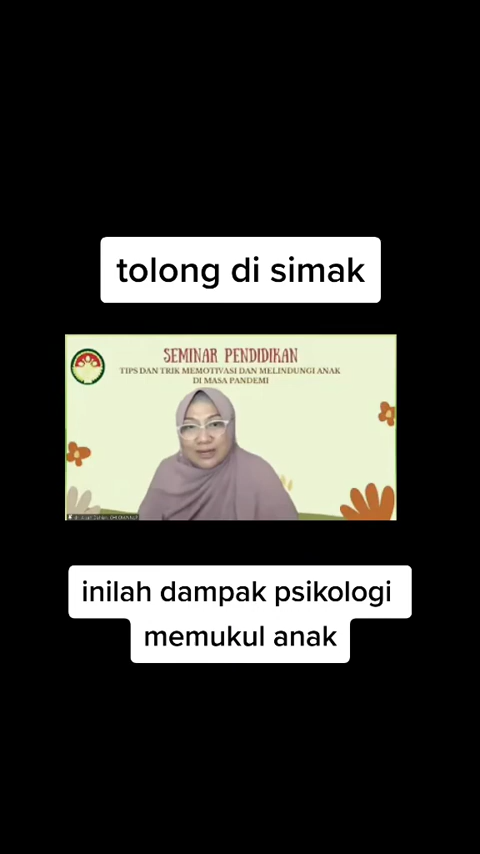 tolong di simak
SEMINAR PENDIDIKAN
TIPS DAN TRIK MEMOTIVASI DAN MELINDUNGI ANAK
DI MASA PANDEMI
inilah dampak psikologi
memukul anak